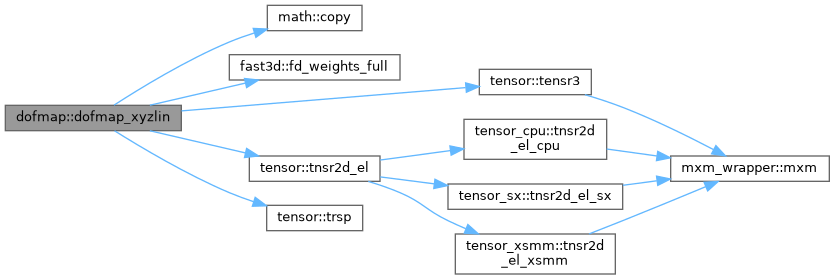 math::copy
fast3d::fd_weights_full
tensor::tensr3
dofmap::dofmap_xyzlin
tensor_cpu::tnsr2d
_el_cpu
tensor::tnsr2d_el
mxm_wrapper::mxm
tensor_sx::tnsr2d_el_sx
tensor::trsp
tensor_xsmm::tnsr2d
_el_xsmm